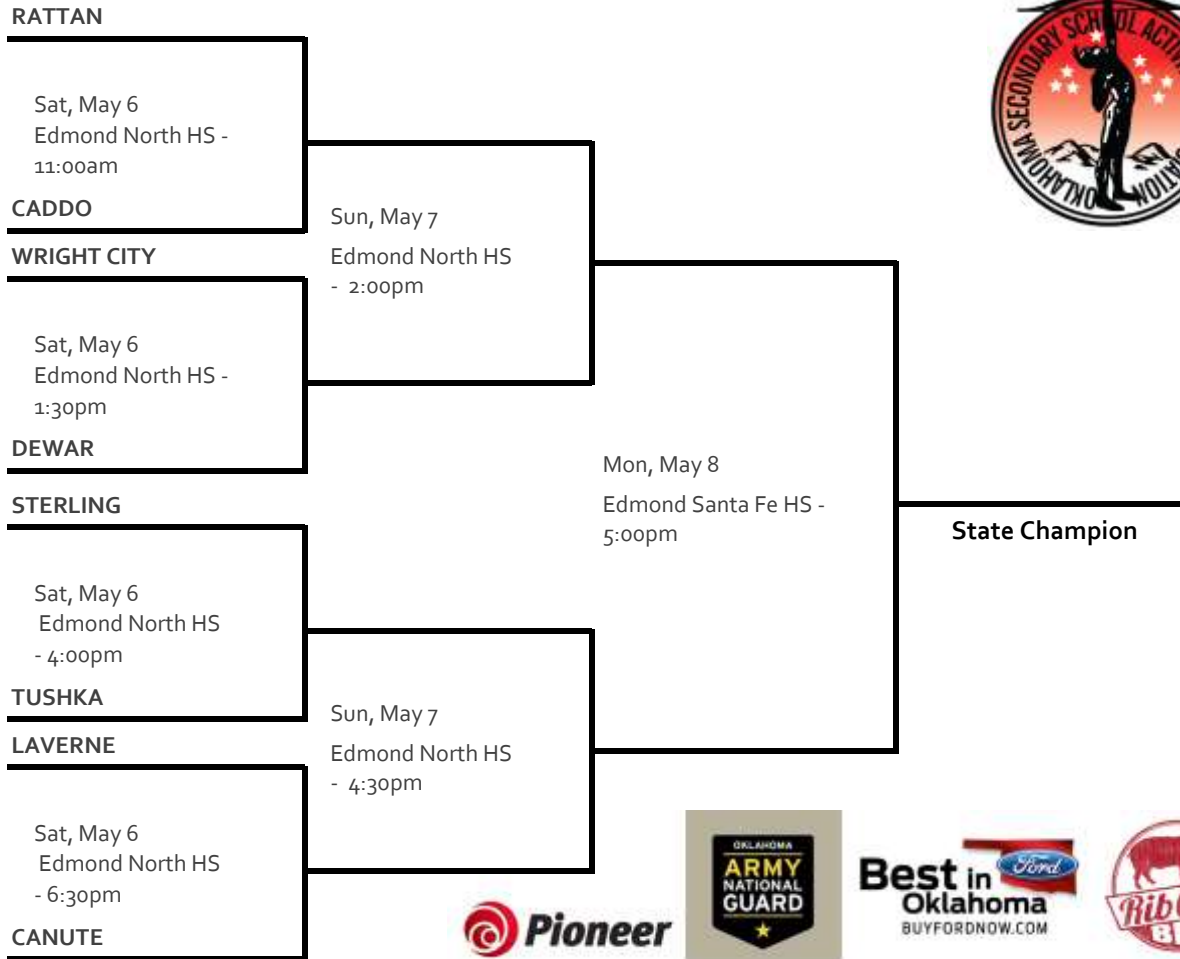 RATTAN
Sat, May 6
Edmond North HS -
11:00am
CADDO
WRIGHT CITY
Sat, May 6
Edmond North HS -
1:30pm
DEWAR
Sun, May 7
Edmond North HS
- 2:00pm
STERLING
Sat, May 6
Edmond North HS
- 4:00pm
TUSHKA
LAVERNE
Sat, May 6
Edmond North HS
- 6:30pm
CANUTE
Sun, May 7
Edmond North HS
- 4:30pm
Mon, May 8
Edmond Santa Fe HS -
5:00pm
State Champion
OKLAHOMA SECONDARY SCHOOL
Pioneer
OKLAHOMA
ARMY
NATIONAL
GUARD
Best in
Ford
Oklahoma
BUYFORDNOW.COM
Rib